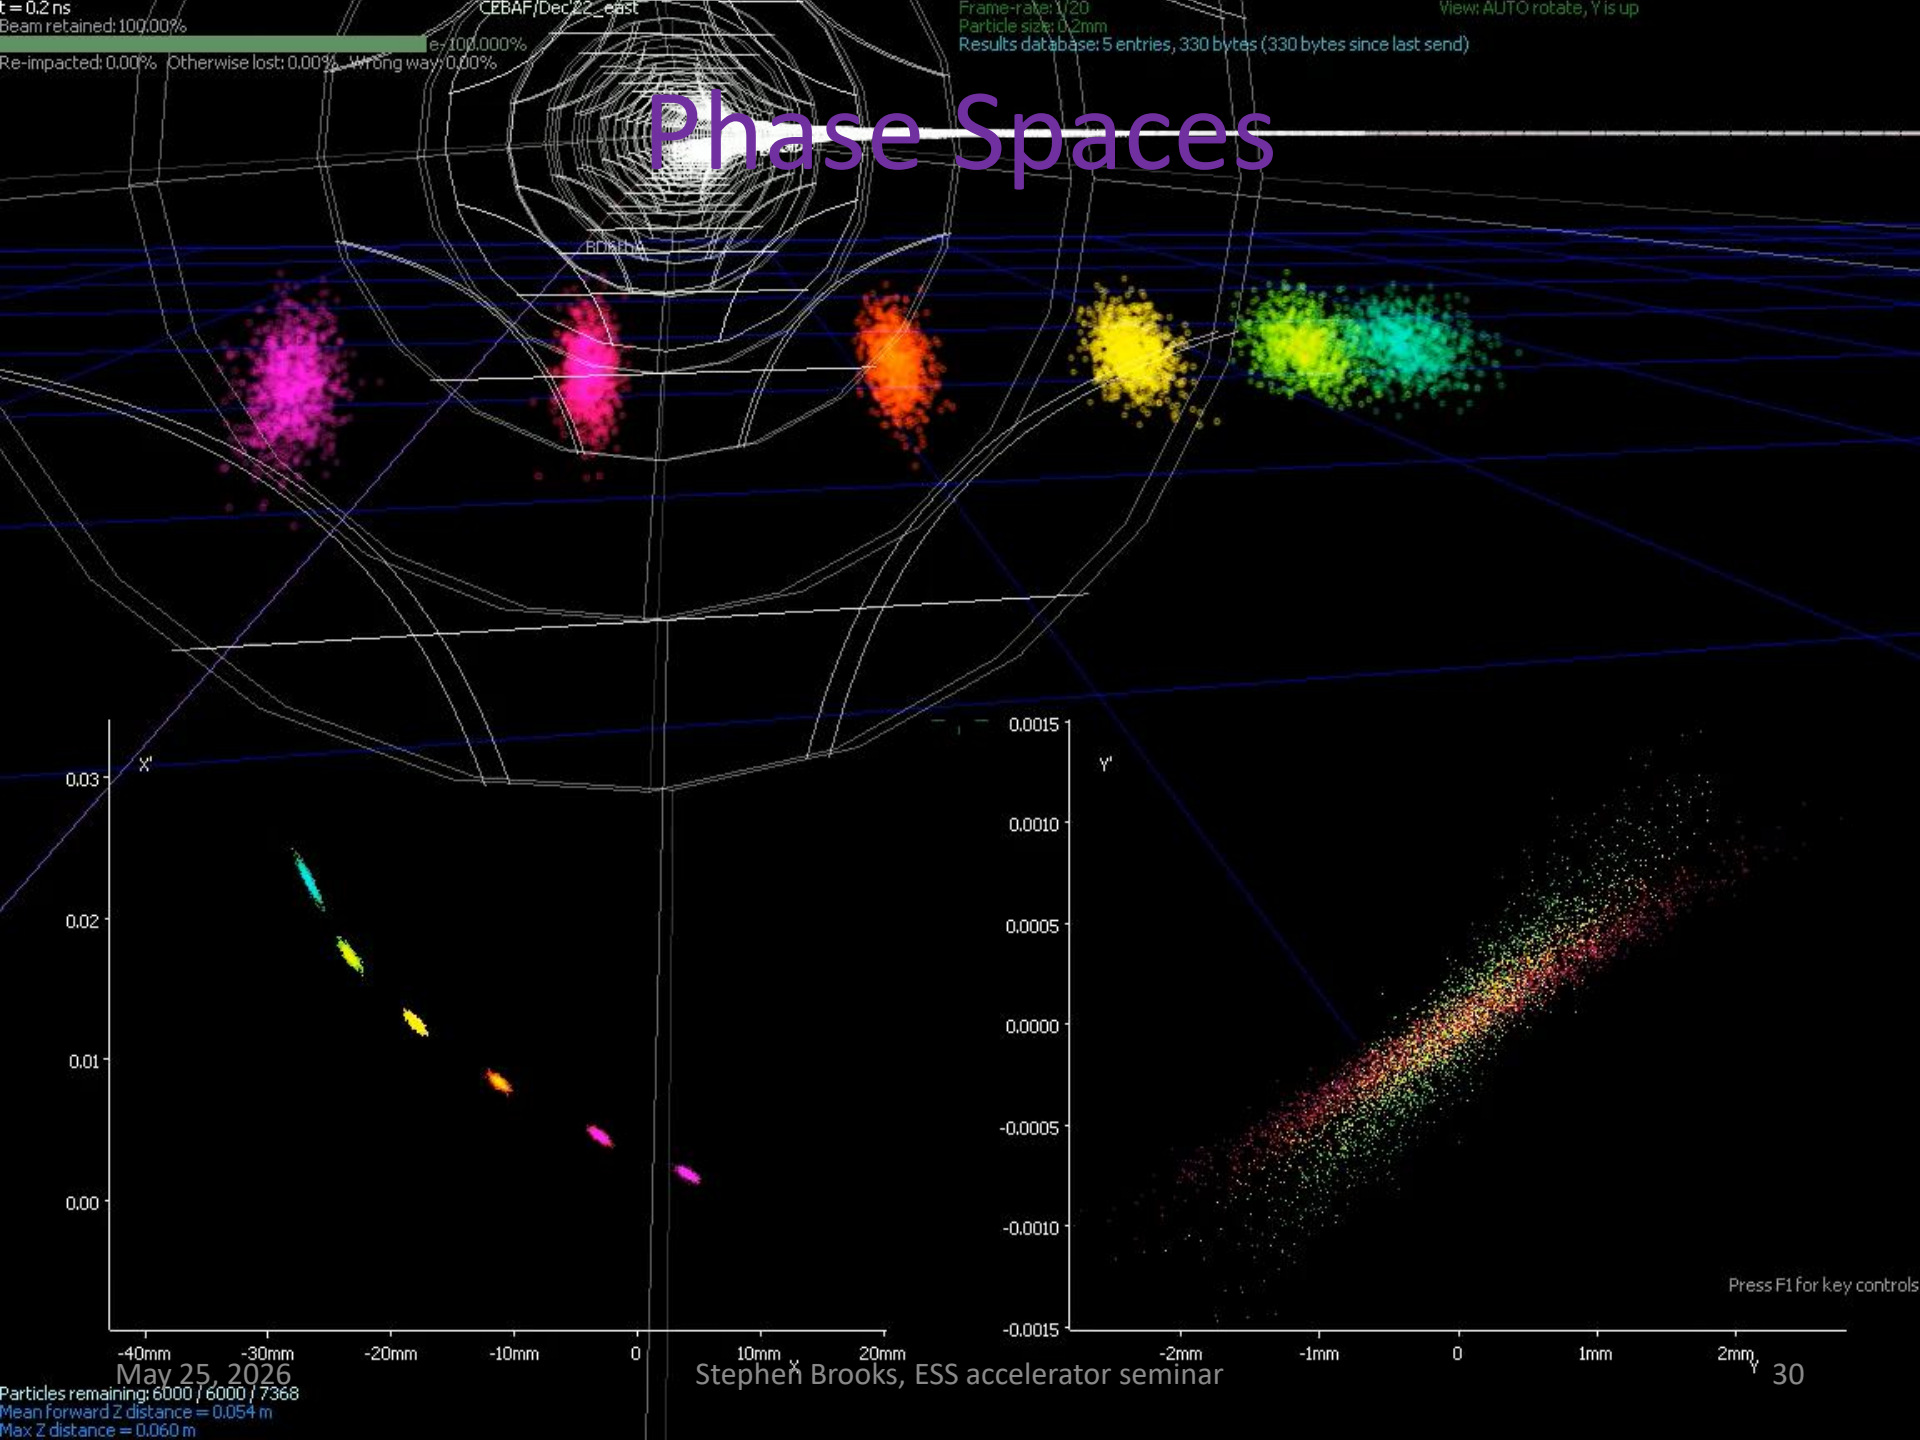 t = 0.2 ns
Beam retained: 100.00%
e- 100.000%
Re-impacted: 0.00% Otherwise lost: 0.00% Wrong way: 0.00%
CEBAF/Dec'22_east
Frame-rate: 1/20
Particle size: 0.2mm
Results database: 5 entries, 330 bytes (330 bytes since last send)
View: AUTO rotate, Y is up
Phase Spaces
X'
0.03
0.02
0.01
0.00
-40mm -30mm -20mm -10mm 0 10mm 20mm
X
Y'
0.0015
0.0010
0.0005
0.0000
-0.0005
-0.0010
-0.0015
-2mm -1mm 0 1mm 2mm
Y
Press F1 for key controls
May 25, 2026
Stephen Brooks, ESS accelerator seminar
30
Particles remaining: 6000 / 6000 / 7368
Mean forward Z distance = 0.054 m
Max Z distance = 0.060 m